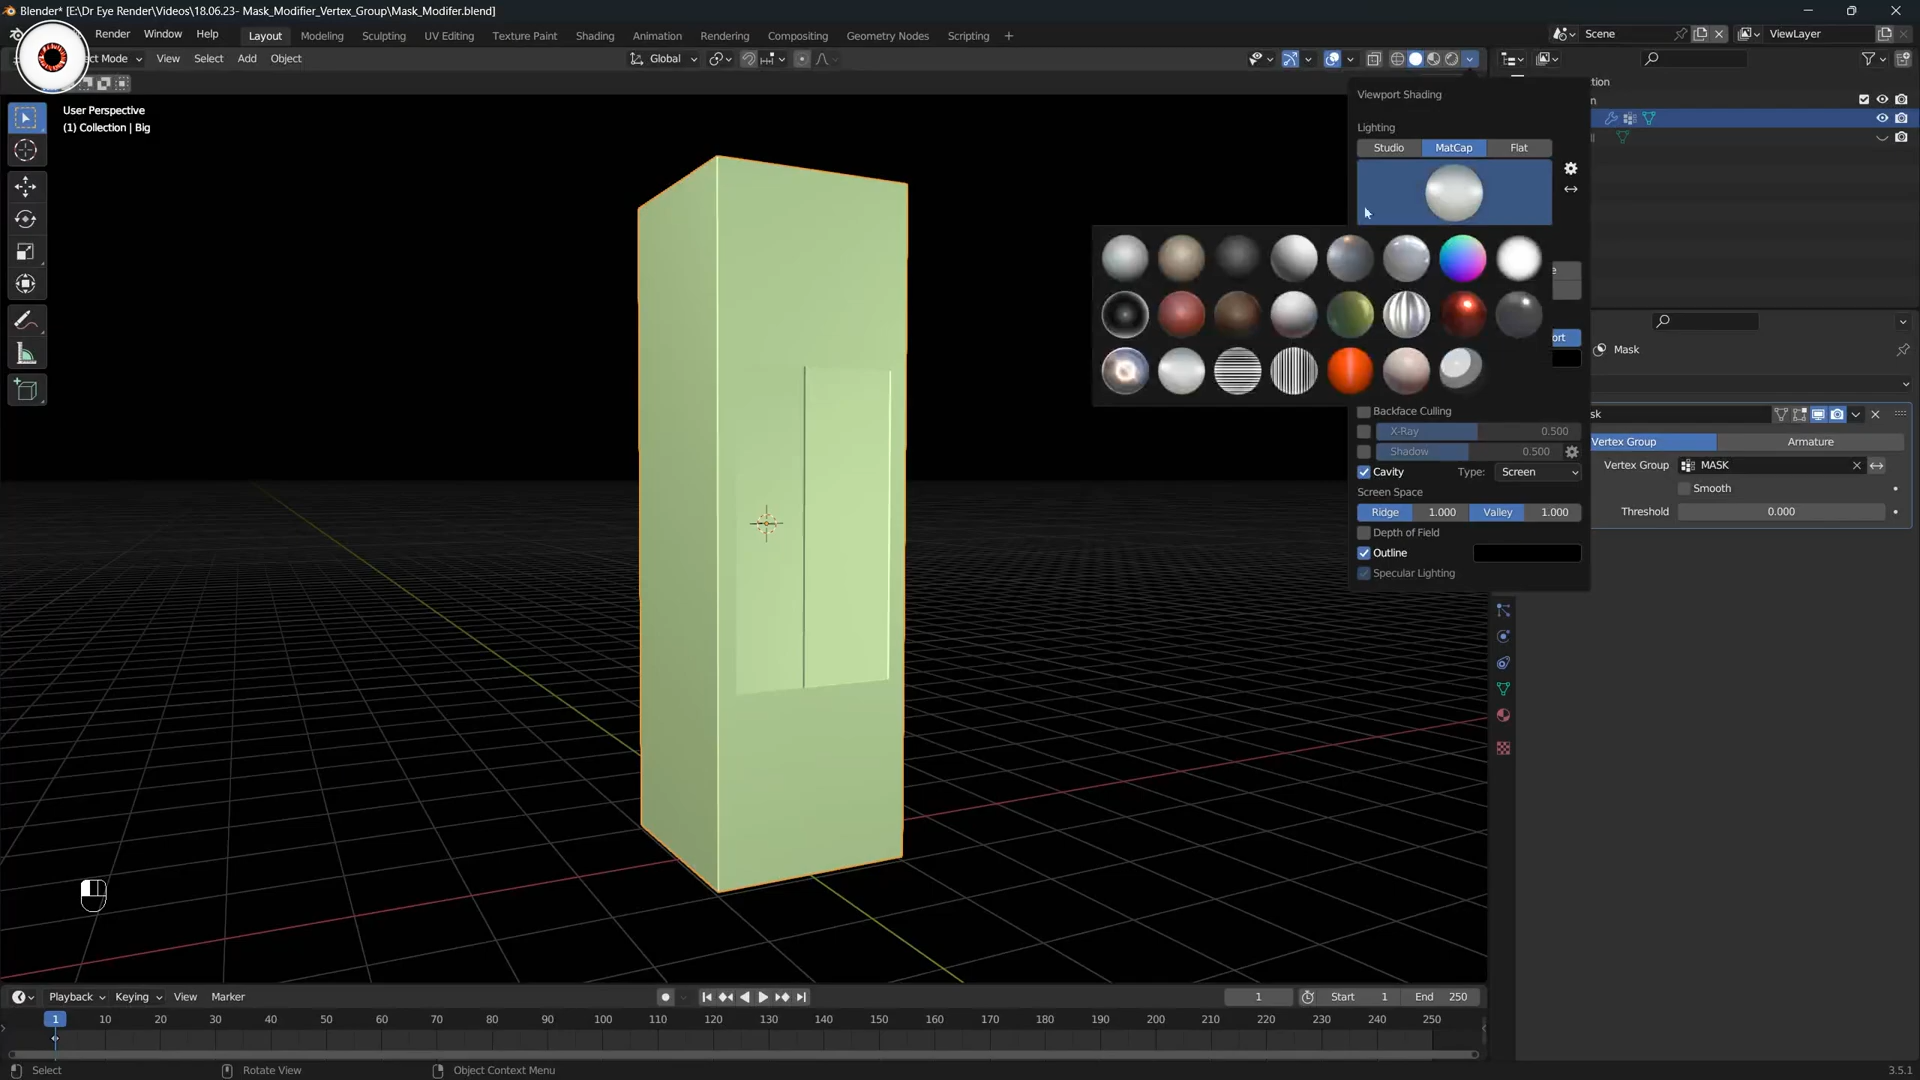 Blender* [E:\Dr Eye Render\Videos\18.06.23- Mask_Modifier_Vertex_Group\Mask_Modifer.blend]
Render Window Help Layout Modeling Sculpting UV Editing Texture Paint Shading Animation Rendering Compositing Geometry Nodes Scripting + Scene ViewLayer
ect Mode View Select Add Object Global
User Perspective
(1) Collection | Big
Viewport Shading
Lighting
Studio MatCap Flat
tion
n
e
ort
Mask
Backface Culling
sk
X-Ray 0.500
Vertex Group Armature
Shadow 0.500
Vertex Group MASK
Cavity Type: Screen
Smooth
Screen Space
Ridge 1.000 Valley 1.000
Threshold 0.000
Depth of Field
Outline
Specular Lighting
Playback Keying View Marker 1 Start 1 End 250
1 10 20 30 40 50 60 70 80 90 100 110 120 130 140 150 160 170 180 190 200 210 220 230 240 250
Select Rotate View Object Context Menu 3.5.1